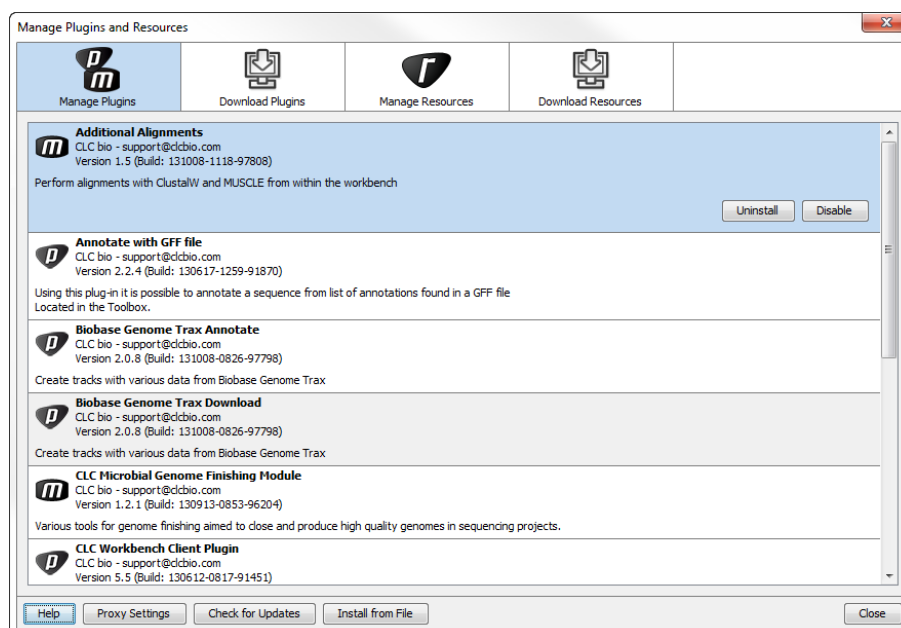 Manage Plugins and Resources
Manage Plugins
Download Plugins
Manage Resources
Download Resources
Additional Alignments
CLC bio - support@clcbio.com
Version 1.5 (Build: 131008-1118-97808)
Perform alignments with ClustalW and MUSCLE from within the workbench
Uninstall
Disable
Annotate with GFF file
CLC bio - support@clcbio.com
Version 2.2.4 (Build: 130617-1259-91870)
Using this plug-in it is possible to annotate a sequence from list of annotations found in a GFF file
Located in the Toolbox.
Biobase Genome Trax Annotate
CLC bio - support@clcbio.com
Version 2.0.8 (Build: 131008-0826-97798)
Create tracks with various data from Biobase Genome Trax
Biobase Genome Trax Download
CLC bio - support@clcbio.com
Version 2.0.8 (Build: 131008-0826-97798)
Create tracks with various data from Biobase Genome Trax
CLC Microbial Genome Finishing Module
CLC bio - support@clcbio.com
Version 1.2.1 (Build: 130913-0853-96204)
Various tools for genome finishing aimed to close and produce high quality genomes in sequencing projects.
CLC Workbench Client Plugin
CLC bio - support@clcbio.com
Version 5.5 (Build: 130612-0817-91451)
Help
Proxy Settings
Check for Updates
Install from File
Close